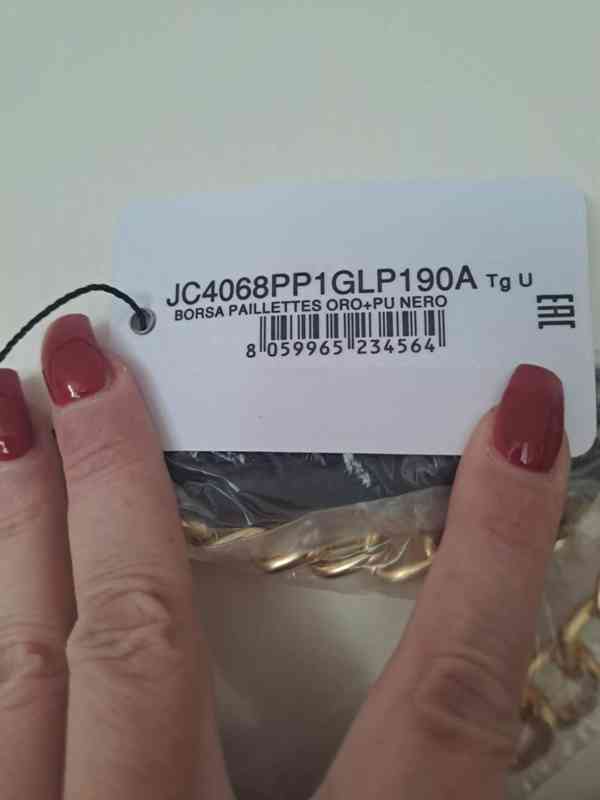 JC4068PP1GLP190A Tg U
BORSA PAILLETTES ORO+PU NERO
8 059965 234564
EAC